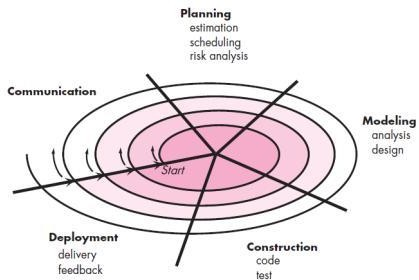 Planning
estimation
scheduling
risk analysis
Communication
Modeling
analysis
design
Start
Deployment
delivery
feedback
Construction
code
test